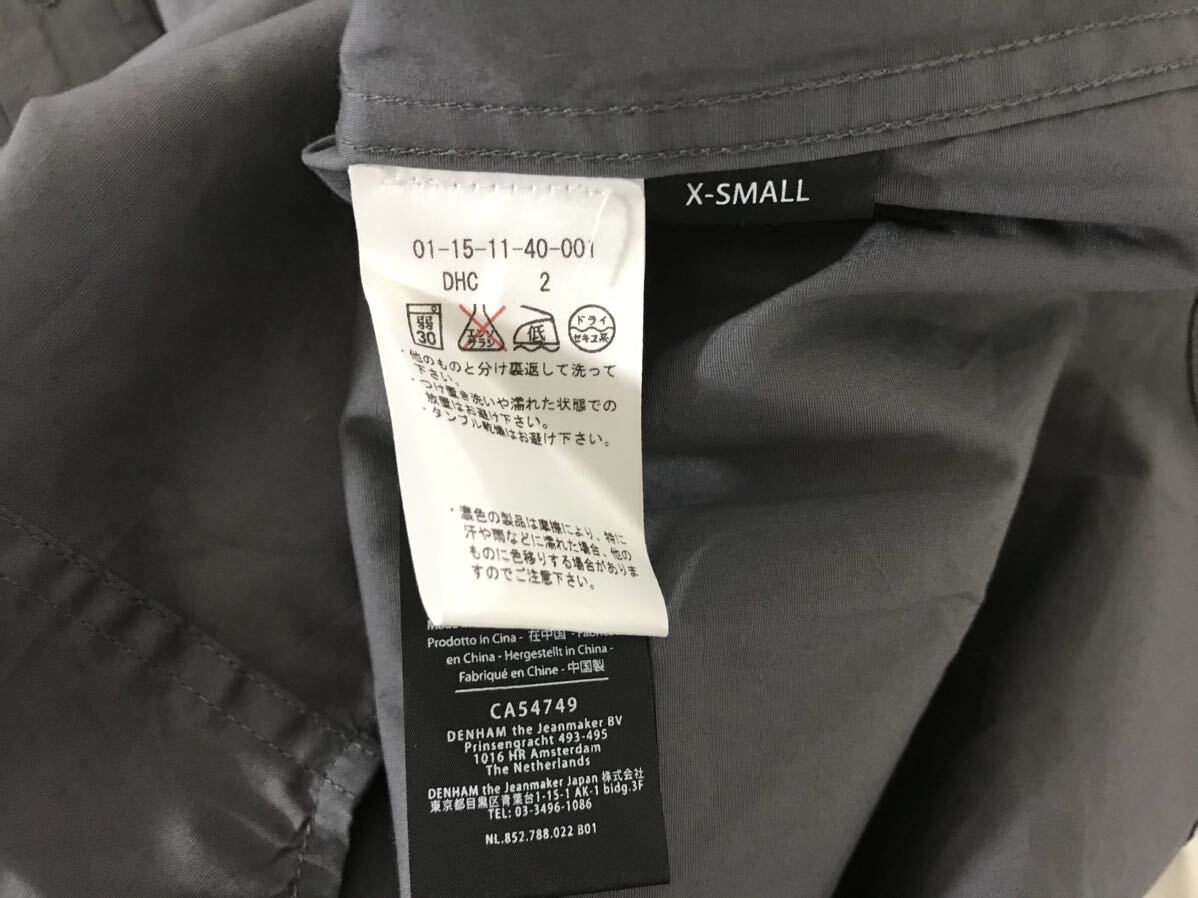 X-SMALL
01-15-11-40-001
DHC 2
弱
30
エンソ
サラシ
低
ドライ
セキユ系
・他のものと分け裏返して洗って
下さい。
・つけ置き洗いや濡れた状態での
放置はお避け下さい。
・タンブル乾燥はお避け下さい。
・濃色の製品は摩擦により、特に
汗や雨などに濡れた場合、他の
ものに色移りする場合がありま
すのでご注意下さい。
Prodotto in Cina - 在中国 -
en China - Hergestellt in China -
Fabriqué en Chine - 中国製
CA54749
DENHAM the Jeanmaker BV
Prinsengracht 493-495
1016 HR Amsterdam
The Netherlands
DENHAM the Jeanmaker Japan 株式会社
東京都目黒区青葉台1-15-1 AK-1 bidg.3F
TEL: 03-3496-1086
NL.852.788.022 B01